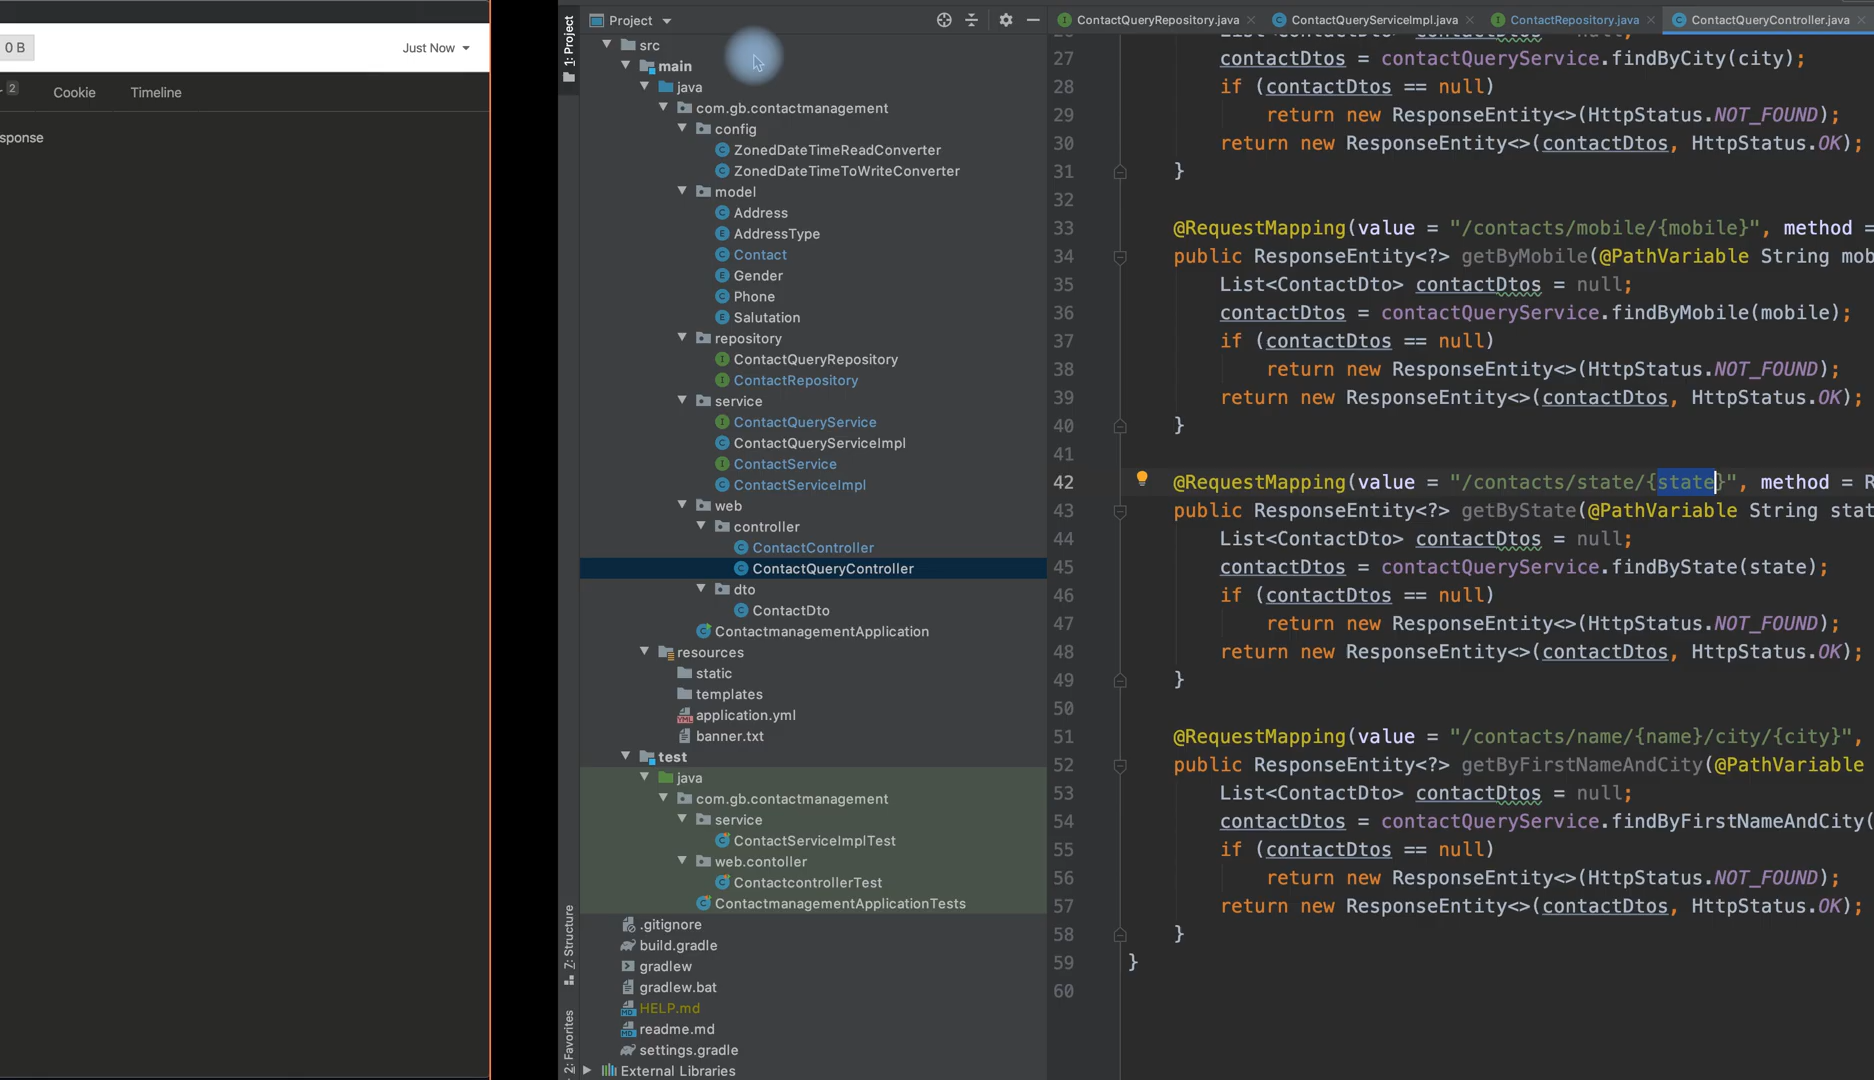 0 B
Just Now
2
Cookie
Timeline
sponse
1: Project
7: Structure
2: Favorites
Project
src
main
java
com.gb.contactmanagement
config
ZonedDateTimeReadConverter
ZonedDateTimeToWriteConverter
model
Address
AddressType
Contact
Gender
Phone
Salutation
repository
ContactQueryRepository
ContactRepository
service
ContactQueryService
ContactQueryServiceImpl
ContactService
ContactServiceImpl
web
controller
ContactController
ContactQueryController
dto
ContactDto
ContactmanagementApplication
resources
static
templates
application.yml
banner.txt
test
java
com.gb.contactmanagement
service
ContactServiceImplTest
web.contoller
ContactcontrollerTest
ContactmanagementApplicationTests
.gitignore
build.gradle
gradlew
gradlew.bat
HELP.md
readme.md
settings.gradle
External Libraries
ContactQueryRepository.java
ContactQueryServiceImpl.java
ContactRepository.java
ContactQueryController.java
27 contactDtos = contactQueryService.findByCity(city);
28 if (contactDtos == null)
29 return new ResponseEntity<>(HttpStatus.NOT_FOUND);
30 return new ResponseEntity<>(contactDtos, HttpStatus.OK);
31 }
32
33 @RequestMapping(value = "/contacts/mobile/{mobile}", method =
34 public ResponseEntity<?> getByMobile(@PathVariable String mob
35 List<ContactDto> contactDtos = null;
36 contactDtos = contactQueryService.findByMobile(mobile);
37 if (contactDtos == null)
38 return new ResponseEntity<>(HttpStatus.NOT_FOUND);
39 return new ResponseEntity<>(contactDtos, HttpStatus.OK);
40 }
41
42 @RequestMapping(value = "/contacts/state/{state}", method = R
43 public ResponseEntity<?> getByState(@PathVariable String stat
44 List<ContactDto> contactDtos = null;
45 contactDtos = contactQueryService.findByState(state);
46 if (contactDtos == null)
47 return new ResponseEntity<>(HttpStatus.NOT_FOUND);
48 return new ResponseEntity<>(contactDtos, HttpStatus.OK);
49 }
50
51 @RequestMapping(value = "/contacts/name/{name}/city/{city}",
52 public ResponseEntity<?> getByFirstNameAndCity(@PathVariable
53 List<ContactDto> contactDtos = null;
54 contactDtos = contactQueryService.findByFirstNameAndCity(
55 if (contactDtos == null)
56 return new ResponseEntity<>(HttpStatus.NOT_FOUND);
57 return new ResponseEntity<>(contactDtos, HttpStatus.OK);
58 }
59 }
60